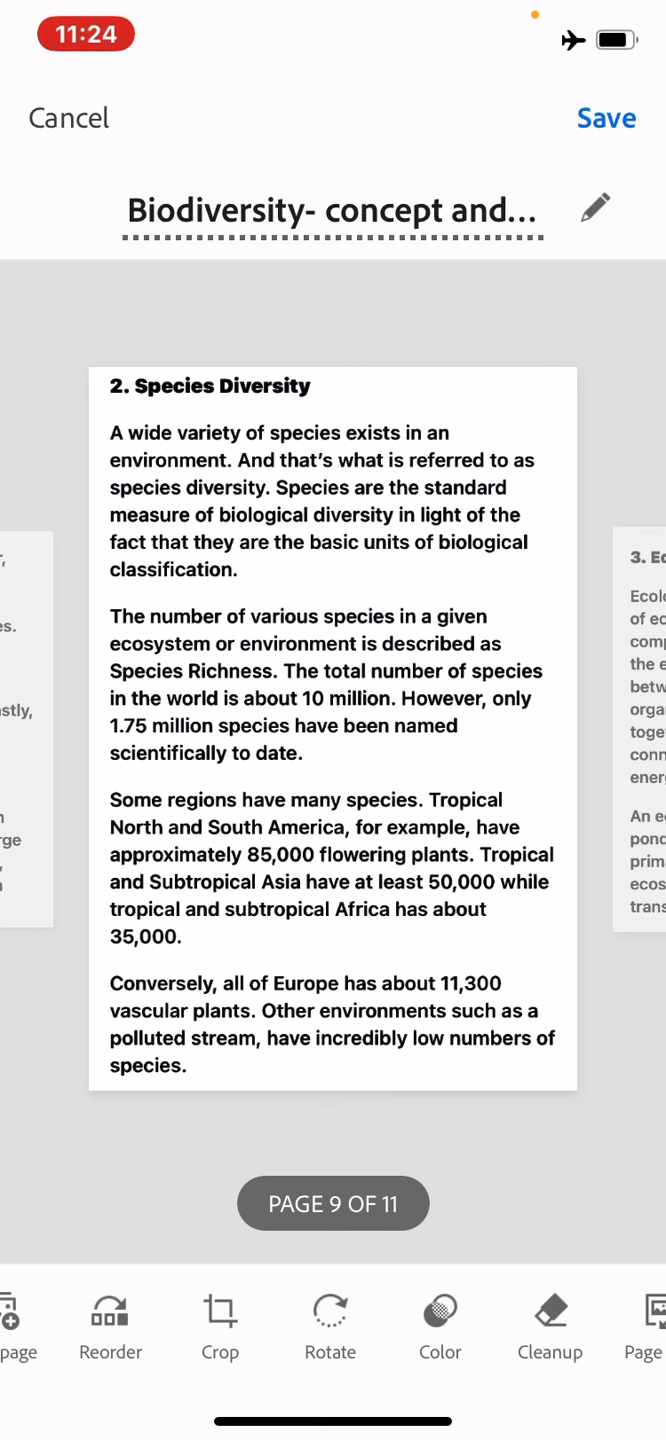 11:24
Cancel
Save
Biodiversity- concept and...
2. Species Diversity
A wide variety of species exists in an
environment. And that's what is referred to as
species diversity. Species are the standard
measure of biological diversity in light of the
fact that they are the basic units of biological
classification.
The number of various species in a given
ecosystem or environment is described as
Species Richness. The total number of species
in the world is about 10 million. However, only
1.75 million species have been named
scientifically to date.
Some regions have many species. Tropical
North and South America, for example, have
approximately 85,000 flowering plants. Tropical
and Subtropical Asia have at least 50,000 while
tropical and subtropical Africa has about
35,000.
Conversely, all of Europe has about 11,300
vascular plants. Other environments such as a
polluted stream, have incredibly low numbers of
species.
PAGE 9 OF 11
page
Reorder
Crop
Rotate
Color
Cleanup
Page